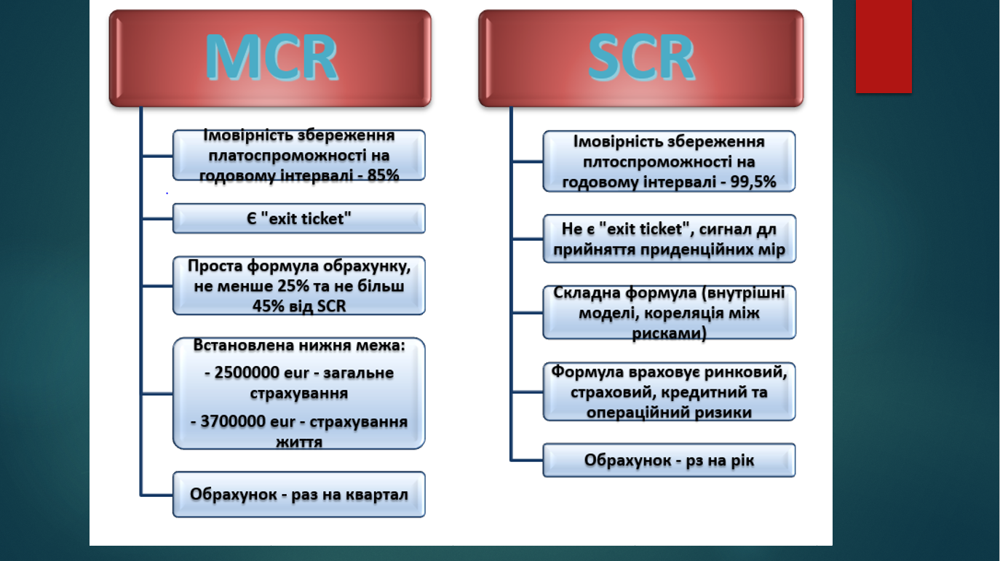 MCR
Імовірність збереження
платоспроможності на
годовому інтервалі - 85%
Є "exit ticket"
Проста формула обрахунку,
не менше 25% та не більш
45% від SCR
Встановлена нижня межа:
- 2500000 eur - загальне
страхування
- 3700000 eur - страхування
життя
Обрахунок - раз на квартал
SCR
Імовірність збереження
плтоспроможності на
годовому інтервалі - 99,5%
Не є "exit ticket", сигнал дл
прийняття приденційних мір
Складна формула (внутрішні
моделі, кореляція між
рисками)
Формула враховує ринковий,
страховий, кредитний та
операційний ризики
Обрахунок - рз на рік